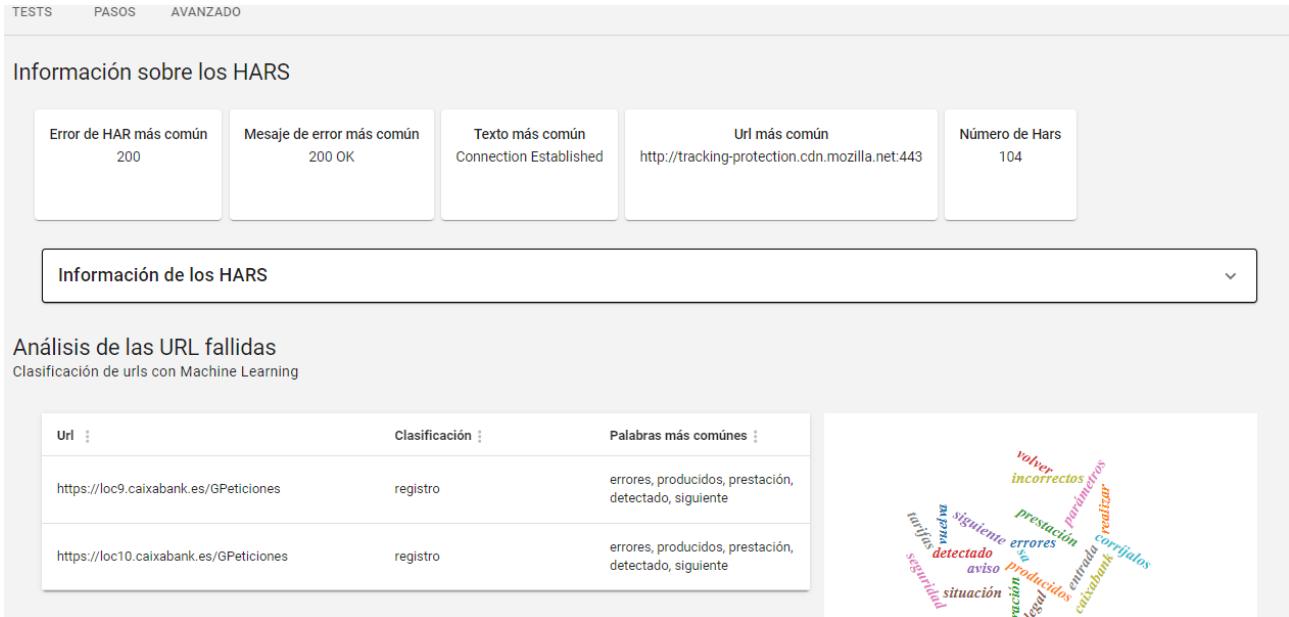 TESTS PASOS AVANZADO
Información sobre los HARS
Error de HAR más común
200
Mesaje de error más común
200 OK
Texto más común
Connection Established
Url más común
http://tracking-protection.cdn.mozilla.net:443
Número de Hars
104
Información de los HARS
Análisis de las URL fallidas
Clasificación de urls con Machine Learning
Url Clasificación Palabras más comúnes
https://loc9.caixabank.es/GPeticiones registro errores, producidos, prestación,
detectado, siguiente
https://loc10.caixabank.es/GPeticiones registro errores, producidos, prestación,
detectado, siguiente
volver
incorrectos
parámetros
realizar
tarifas
vuelva
siguiente
prestación
errores
corríjalos
detectado
sa
aviso
producidos
entrada
caixabank
seguridad
situación